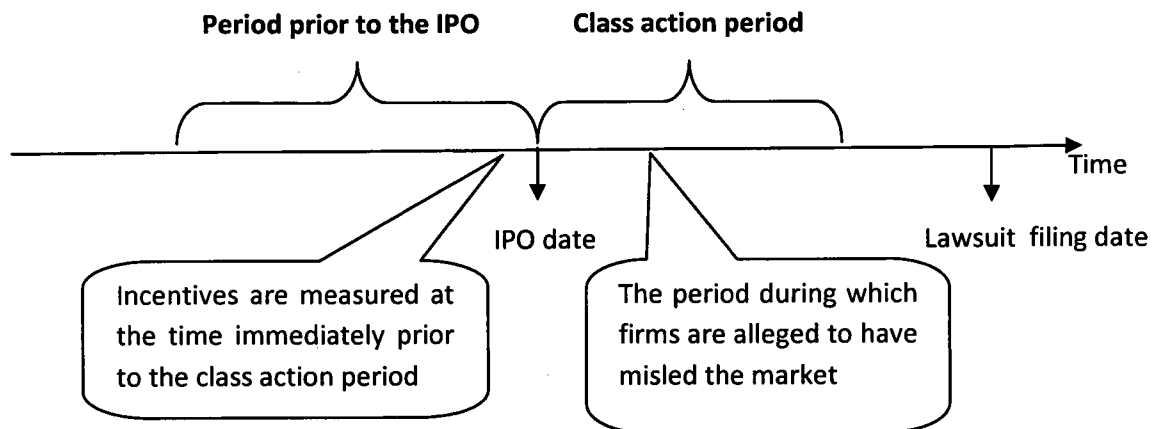 Period prior to the IPO
Class action period
Time
IPO date
Lawsuit filing date
Incentives are measured at
the time immediately prior
to the class action period
The period during which
firms are alleged to have
misled the market